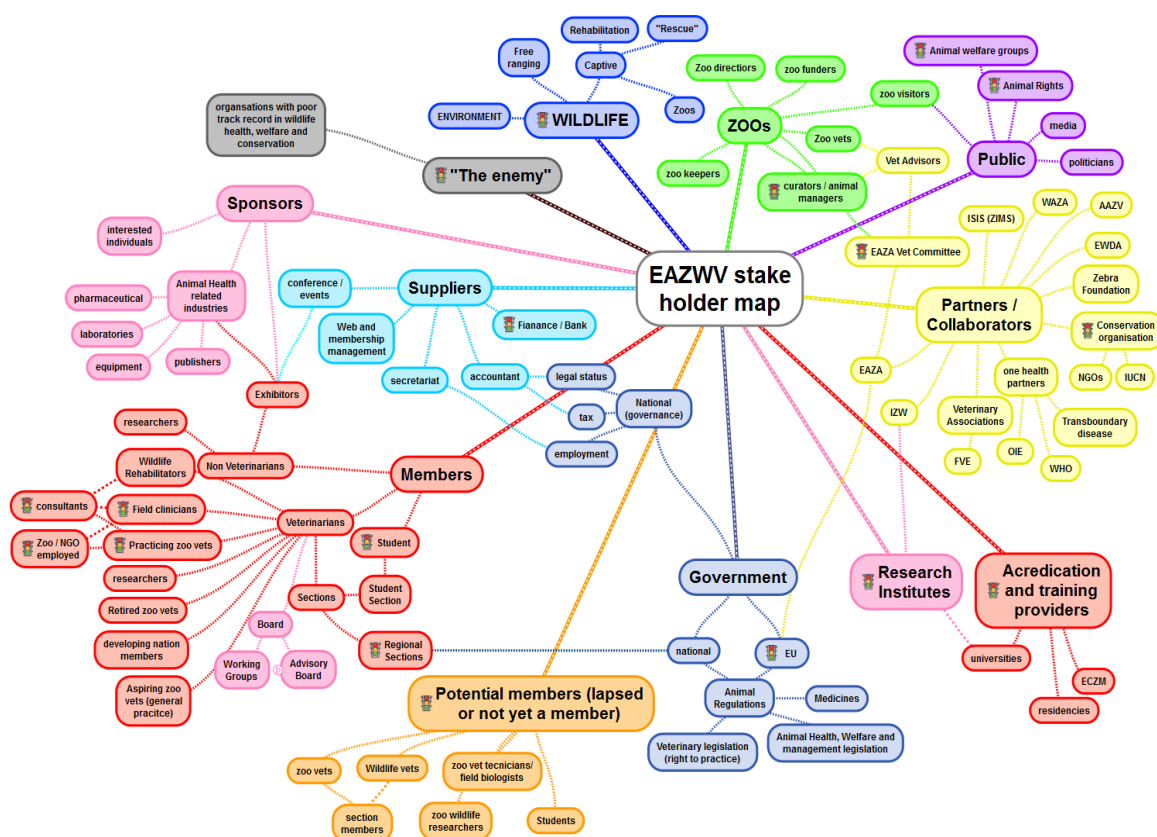 EAZWV stake
holder map
"The enemy"
organsations with poor
track record in wildlife
health, welfare and
conservation
WILDLIFE
Free
ranging
Rehabilitation
"Rescue"
Captive
Zoos
ENVIRONMENT
ZOOs
Zoo directiors
zoo funders
zoo visitors
Zoo vets
zoo keepers
curators / animal
managers
Public
Animal welfare groups
Animal Rights
media
politicians
Vet Advisors
EAZA Vet Committee
Partners /
Collaborators
ISIS (ZIMS)
WAZA
AAZV
EWDA
Zebra
Foundation
Conservation
organisation
NGOs
IUCN
one health
partners
Transboundary
disease
WHO
OIE
Veterinary
Associations
FVE
IZW
EAZA
Sponsors
interested
individuals
Animal Health
related
industries
pharmaceutical
laboratories
equipment
publishers
Exhibitors
Suppliers
conference /
events
Web and
membership
management
Fianance / Bank
secretariat
accountant
legal status
National
(governance)
tax
employment
Members
Non Veterinarians
researchers
Wildlife
Rehabilitators
consultants
Field clinicians
Zoo / NGO
employed
Practicing zoo vets
Veterinarians
researchers
Retired zoo vets
developing nation
members
Aspiring zoo
vets (general
pracitce)
Student
Student
Section
Sections
Regional
Sections
Board
Working
Groups
Advisory
Board
Potential members (lapsed
or not yet a member)
zoo vets
Wildlife vets
section
members
zoo vet tecnicians/
field biologists
zoo wildlife
researchers
Students
Government
national
EU
Animal
Regulations
Medicines
Veterinary legislation
(right to practice)
Animal Health, Welfare and
management legislation
Research
Institutes
Acredication
and training
providers
universities
ECZM
residencies